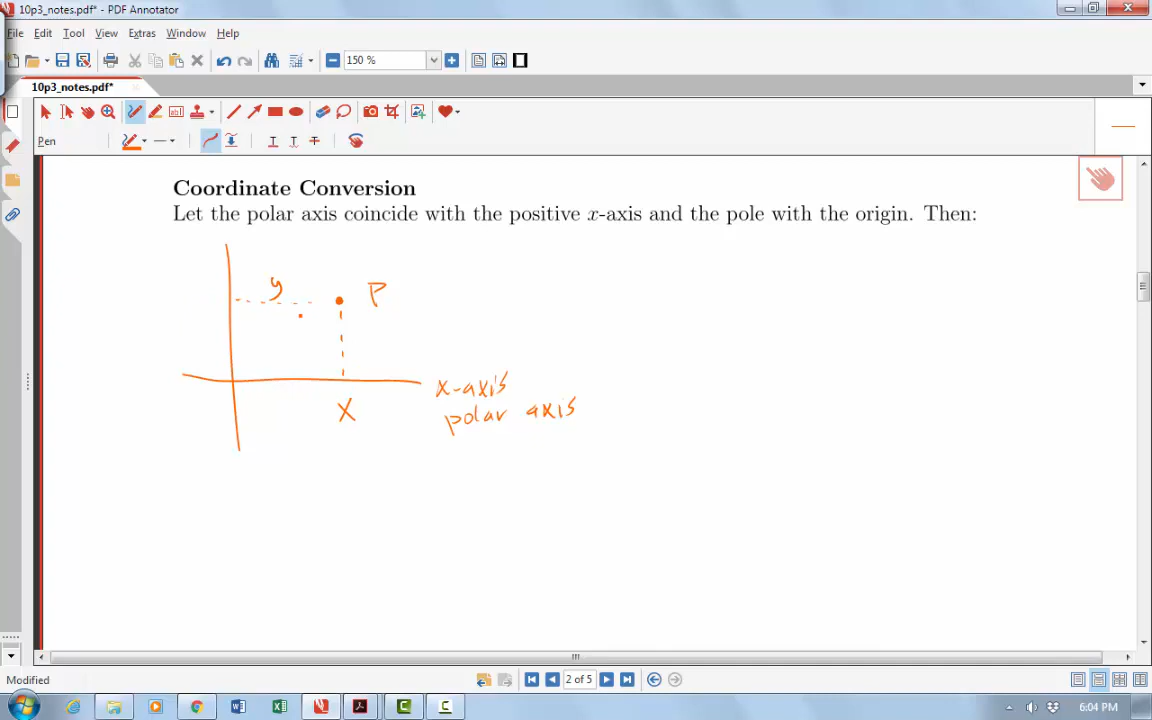 10p3_notes.pdf* - PDF Annotator
File Edit Tool View Extras Window Help
150 %
10p3_notes.pdf*
Pen
Coordinate Conversion
Let the polar axis coincide with the positive x-axis and the pole with the origin. Then:
y
P
x-axis
X
polar axis
Modified
2 of 5
6:04 PM